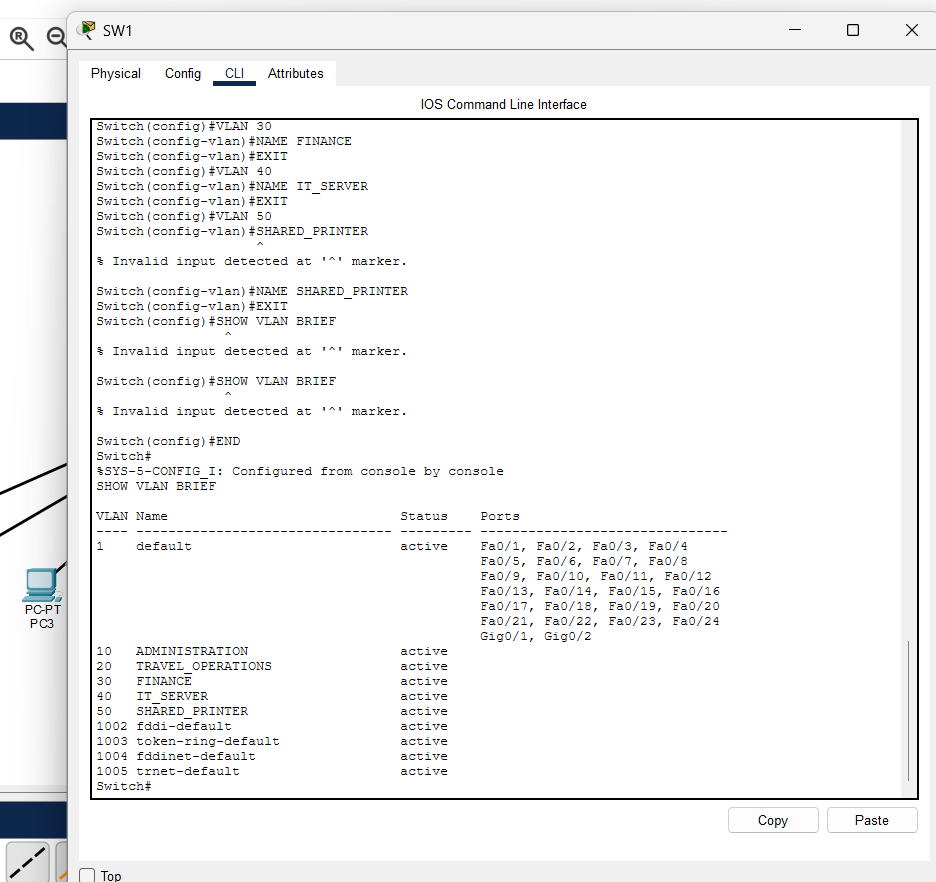 SW1
Physical Config CLI Attributes
IOS Command Line Interface
Switch(config)#VLAN 30
Switch(config-vlan)#NAME FINANCE
Switch(config-vlan)#EXIT
Switch(config)#VLAN 40
Switch(config-vlan)#NAME IT_SERVER
Switch(config-vlan)#EXIT
Switch(config)#VLAN 50
Switch(config-vlan)#SHARED_PRINTER
^
% Invalid input detected at '^' marker.
Switch(config-vlan)#NAME SHARED_PRINTER
Switch(config-vlan)#EXIT
Switch(config)#SHOW VLAN BRIEF
^
% Invalid input detected at '^' marker.
Switch(config)#SHOW VLAN BRIEF
^
% Invalid input detected at '^' marker.
Switch(config)#END
Switch#
%SYS-5-CONFIG_I: Configured from console by console
SHOW VLAN BRIEF
VLAN Name Status Ports
---- -------------------------------- --------- -------------------------------
1 default active Fa0/1, Fa0/2, Fa0/3, Fa0/4
Fa0/5, Fa0/6, Fa0/7, Fa0/8
Fa0/9, Fa0/10, Fa0/11, Fa0/12
Fa0/13, Fa0/14, Fa0/15, Fa0/16
Fa0/17, Fa0/18, Fa0/19, Fa0/20
Fa0/21, Fa0/22, Fa0/23, Fa0/24
Gig0/1, Gig0/2
10 ADMINISTRATION active
20 TRAVEL_OPERATIONS active
30 FINANCE active
40 IT_SERVER active
50 SHARED_PRINTER active
1002 fddi-default active
1003 token-ring-default active
1004 fddinet-default active
1005 trnet-default active
Switch#
Copy Paste
Top
PC-PT
PC3
R